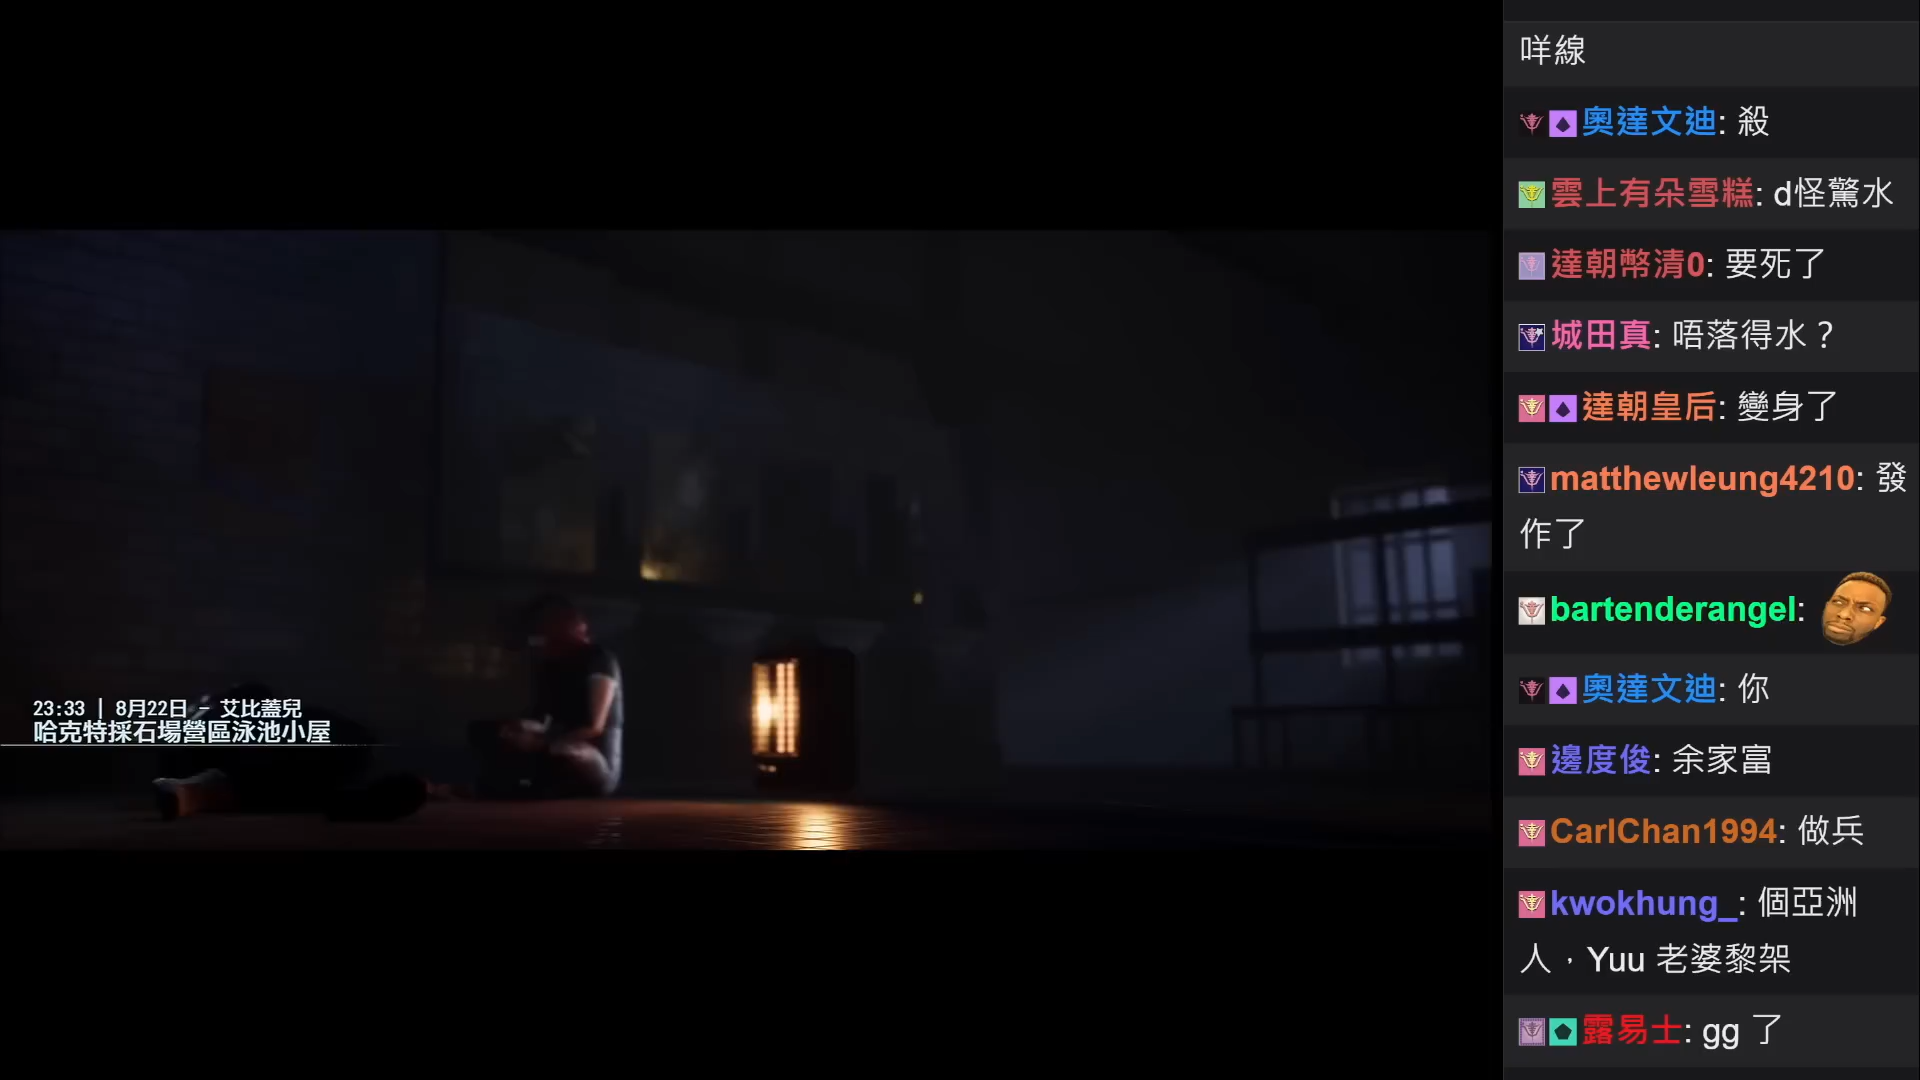 23:33 | 8月22日 - 艾比蓋兒
哈克特採石場營區泳池小屋
咩線
奧達文迪: 殺
雲上有朵雪糕: d怪驚水
達朝幣清0: 要死了
城田真: 唔落得水？
達朝皇后: 變身了
matthewleung4210: 發
作了
bartenderangel:
奧達文迪: 你
邊度俊: 余家富
CarlChan1994: 做兵
kwokhung_: 個亞洲
人，Yuu 老婆黎架
露易士: gg 了